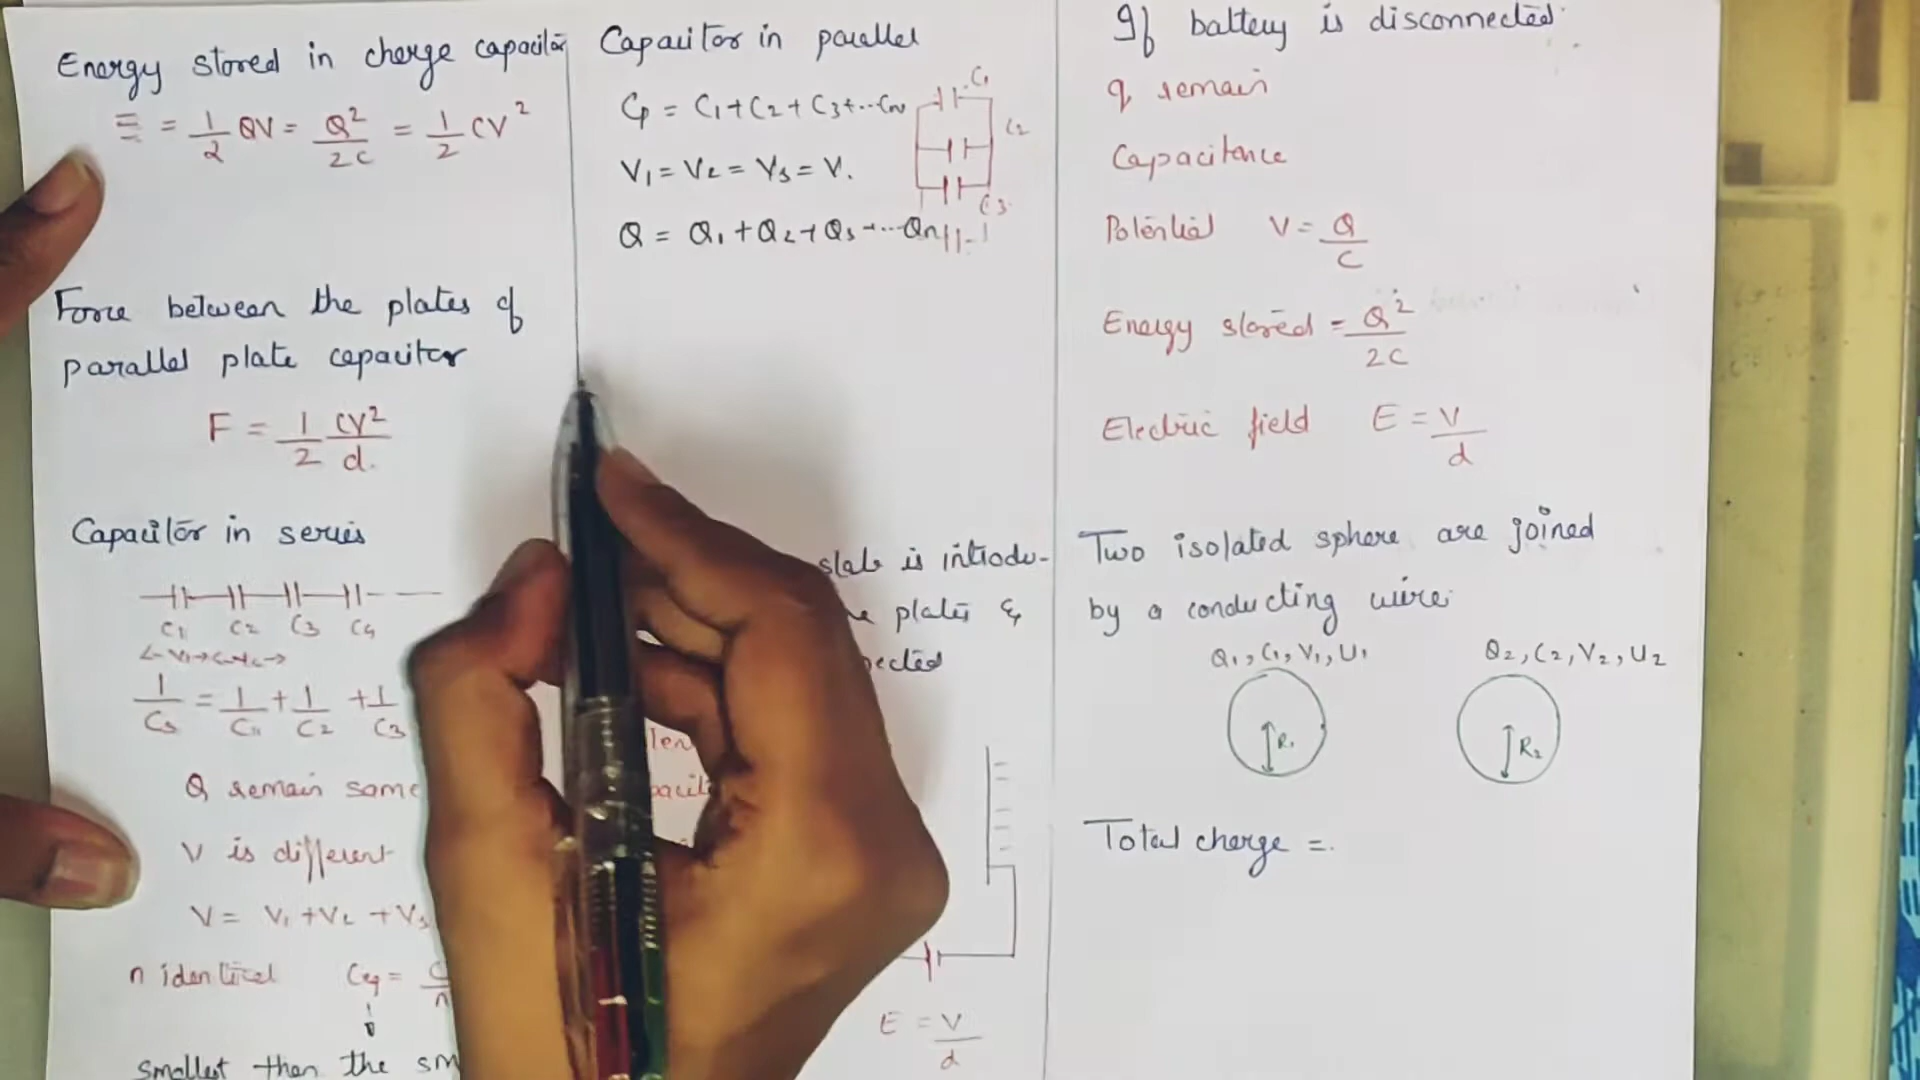 Energy stored in charge capacitor
E = 1/2 QV = Q²/2C = 1/2 CV²
Force between the plates of
parallel plate capacitor
F = 1/2 CV²/d.
Capacitor in series
C1 C2 C3 C4
1/Cs = 1/C1 + 1/C2 + 1/C3
Q remain same
V is different
V = V1 + V2 + V3
n identical Ceq = C/n
smallest than the
Capacitor in parallel
Cp = C1 + C2 + C3 + ... Cn
C1
C2
V1 = V2 = V3 = V.
C3
Q = Q1 + Q2 + Q3 + ... Qn
slab is introdu-
plates &
E = V/d
If battery is disconnected
q remain
Capacitance
Potential V = Q/C
Energy stored = Q²/2C
Electric field E = V/d
Two isolated sphere are joined
by a conducting wire
Q1, C1, V1, U1 Q2, C2, V2, U2
R1 R2
Total charge =